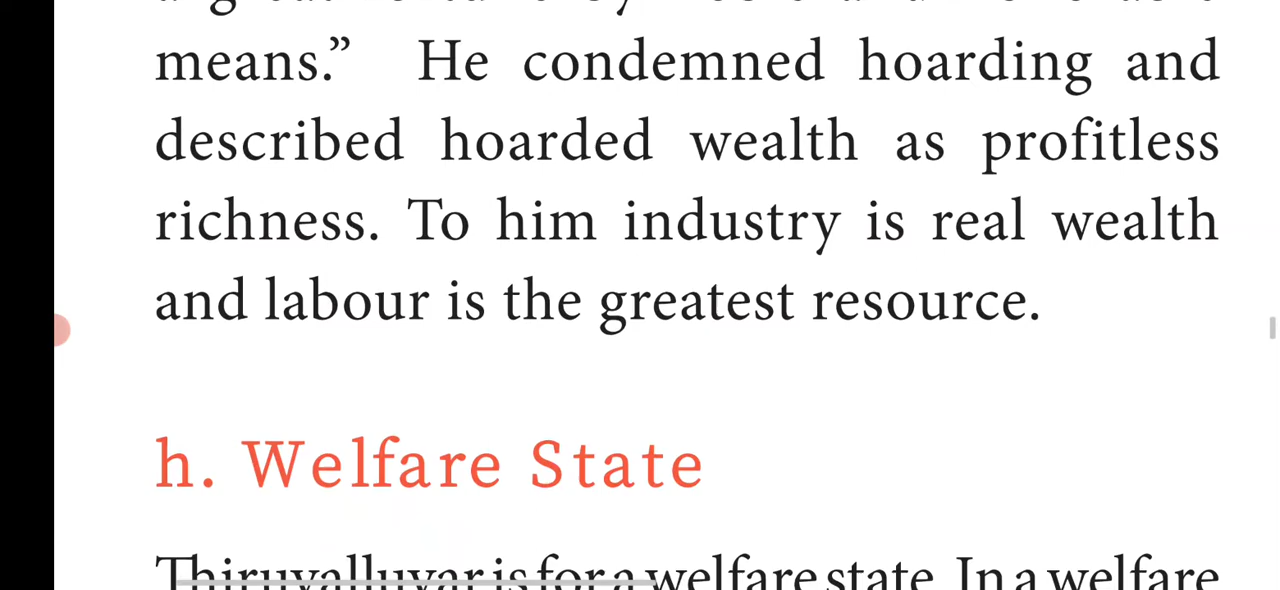 means.” He condemned hoarding and
described hoarded wealth as profitless
richness. To him industry is real wealth
and labour is the greatest resource.
h. Welfare State
Thiruvalluvar is for a welfare state. In a welfare